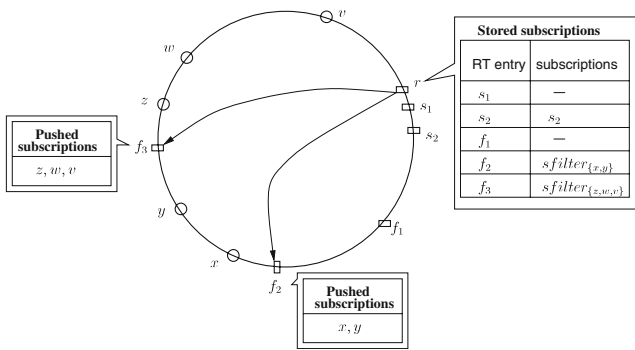 v
w
z
r
s₁
s₂
f₃
y
x
f₂
f₁
Pushed
subscriptions
z, w, v
Pushed
subscriptions
x, y
Stored subscriptions
RT entry subscriptions
s₁ —
s₂ s₂
f₁ —
f₂ sfilter{x,y}
f₃ sfilter{z,w,v}